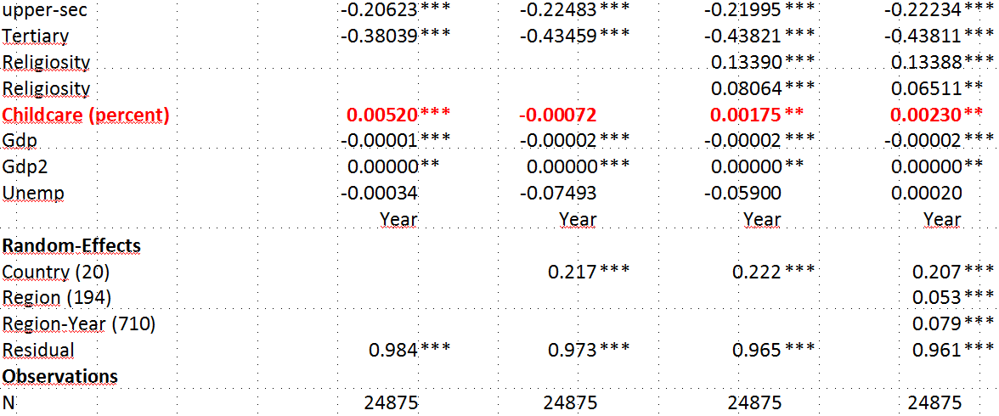 upper-sec -0.20623*** -0.22483*** -0.21995*** -0.22234***
Tertiary -0.38039*** -0.43459*** -0.43821*** -0.43811***
Religiosity 0.13390*** 0.13388***
Religiosity 0.08064*** 0.06511**
Childcare (percent) 0.00520*** -0.00072 0.00175** 0.00230**
Gdp -0.00001*** -0.00002*** -0.00002*** -0.00002***
Gdp2 0.00000** 0.00000*** 0.00000** 0.00000**
Unemp -0.00034 -0.07493 -0.05900 0.00020
Year Year Year Year
Random-Effects
Country (20) 0.217*** 0.222*** 0.207***
Region (194) 0.053***
Region-Year (710) 0.079***
Residual 0.984*** 0.973*** 0.965*** 0.961***
Observations
N 24875 24875 24875 24875